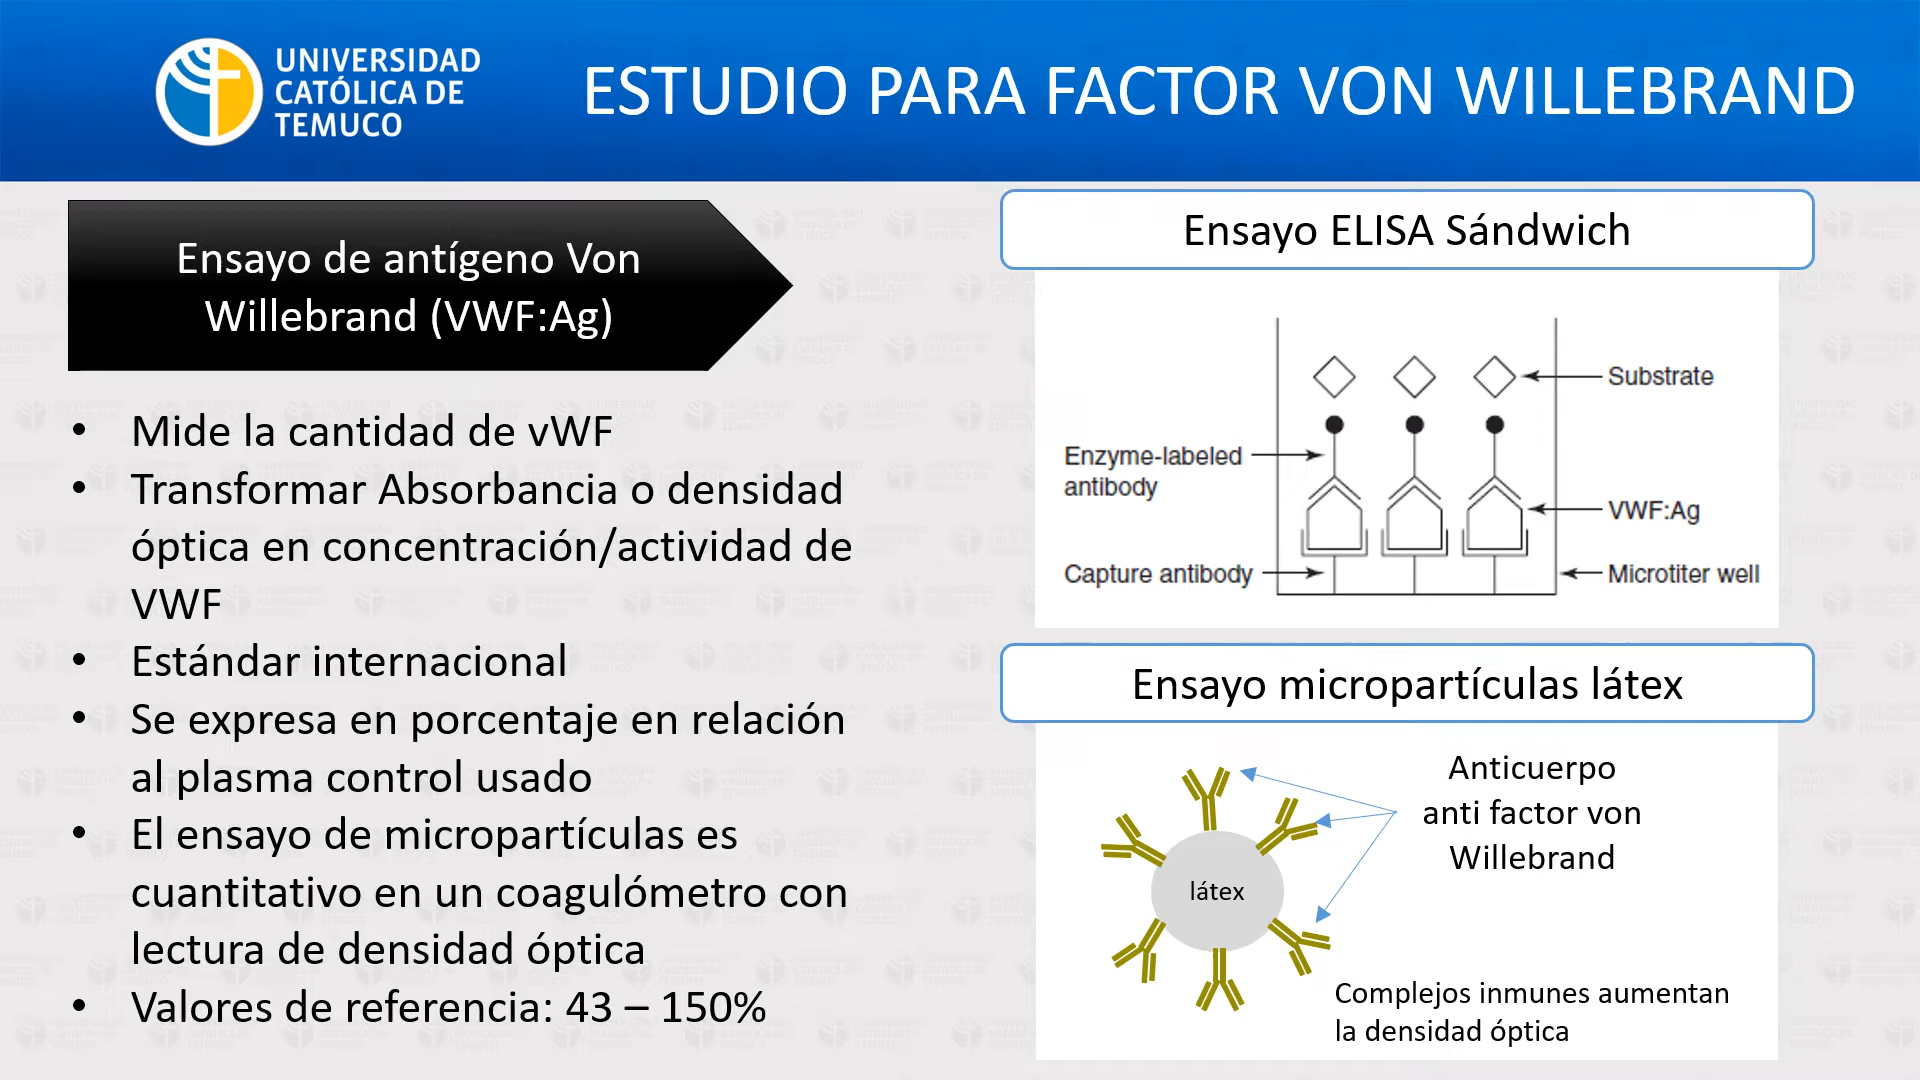 UNIVERSIDAD
CATÓLICA DE
TEMUCO
ESTUDIO PARA FACTOR VON WILLEBRAND
Ensayo de antígeno Von
Willebrand (VWF:Ag)
• Mide la cantidad de vWF
• Transformar Absorbancia o densidad
óptica en concentración/actividad de
VWF
• Estándar internacional
• Se expresa en porcentaje en relación
al plasma control usado
• El ensayo de micropartículas es
cuantitativo en un coagulómetro con
lectura de densidad óptica
• Valores de referencia: 43 – 150%
Ensayo ELISA Sándwich
Substrate
Enzyme-labeled
antibody
VWF:Ag
Capture antibody
Microtiter well
Ensayo micropartículas látex
Anticuerpo
anti factor von
Willebrand
látex
Complejos inmunes aumentan
la densidad óptica